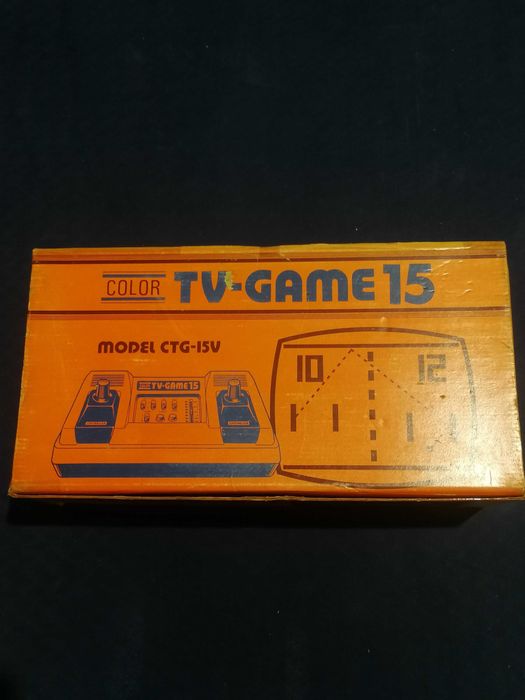 COLOR TV-GAME 15
MODEL CTG-15V
TV-GAME 15
10 12